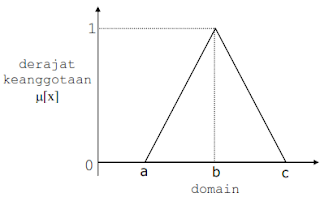 1
derajat
keanggotaan
μ[x]
0
a
b
c
domain